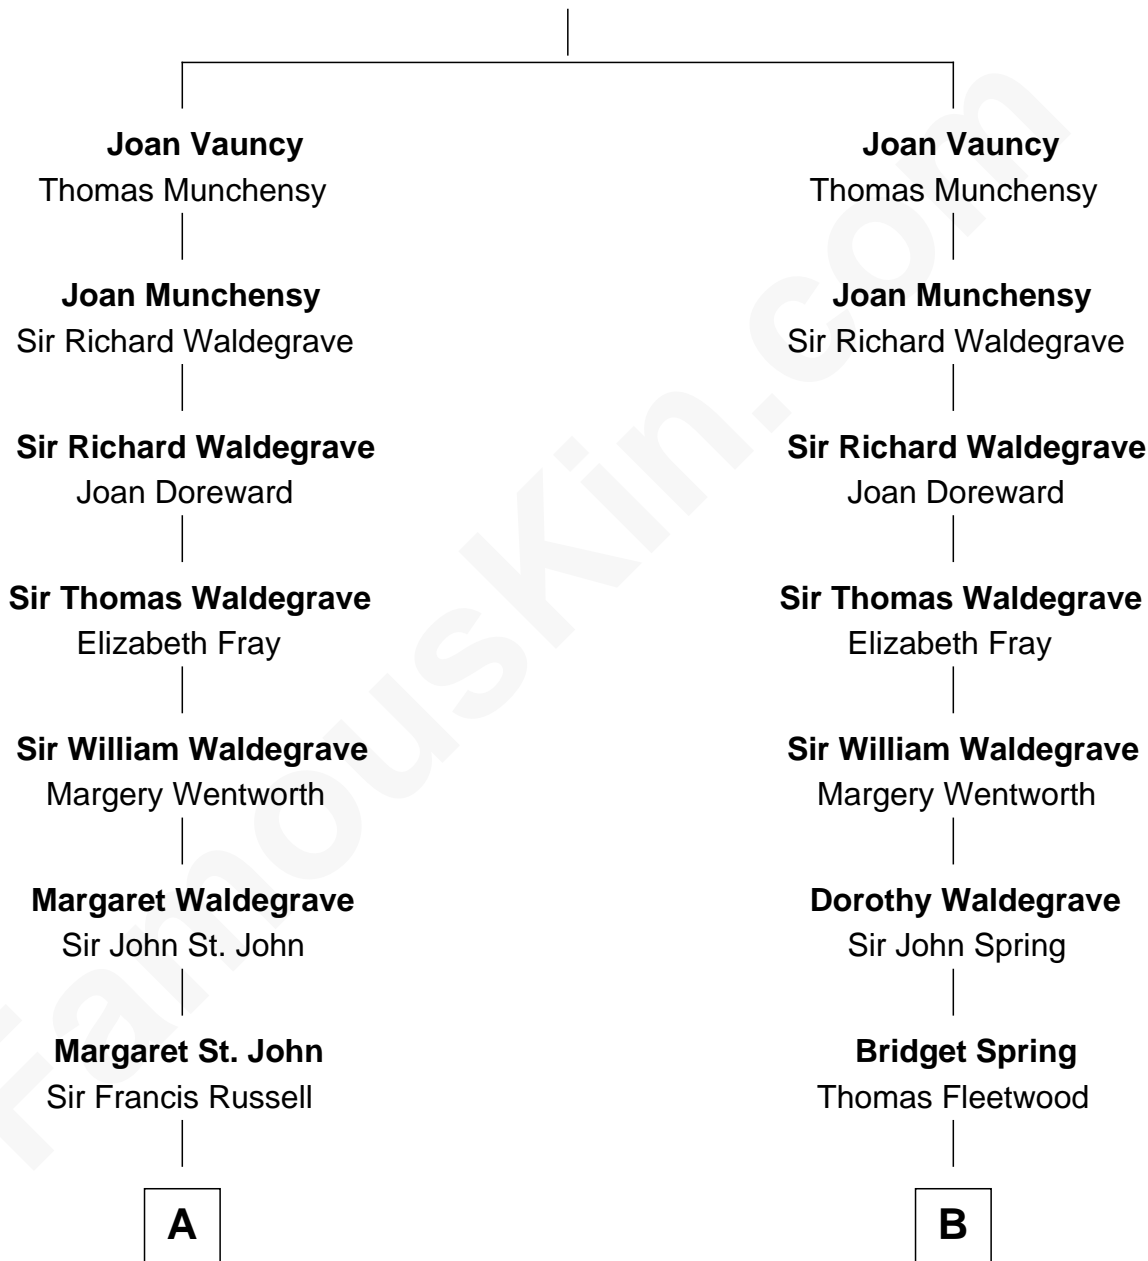 Joan Vauncy
Thomas Munchensy
Joan Munchensy
Sir Richard Waldegrave
Sir Richard Waldegrave
Joan Doreward
Sir Thomas Waldegrave
Elizabeth Fray
Sir William Waldegrave
Margery Wentworth
Margaret Waldegrave
Sir John St. John
Margaret St. John
Sir Francis Russell
A
Joan Vauncy
Thomas Munchensy
Joan Munchensy
Sir Richard Waldegrave
Sir Richard Waldegrave
Joan Doreward
Sir Thomas Waldegrave
Elizabeth Fray
Sir William Waldegrave
Margery Wentworth
Dorothy Waldegrave
Sir John Spring
Bridget Spring
Thomas Fleetwood
B
FamousKin.com